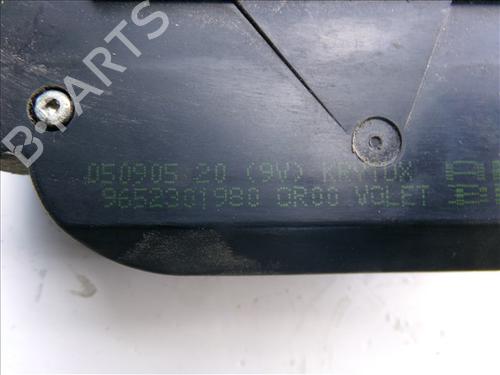 B-PARTS
050905 20 (9V) KRYTOX
9652301980 OR00 VOLET